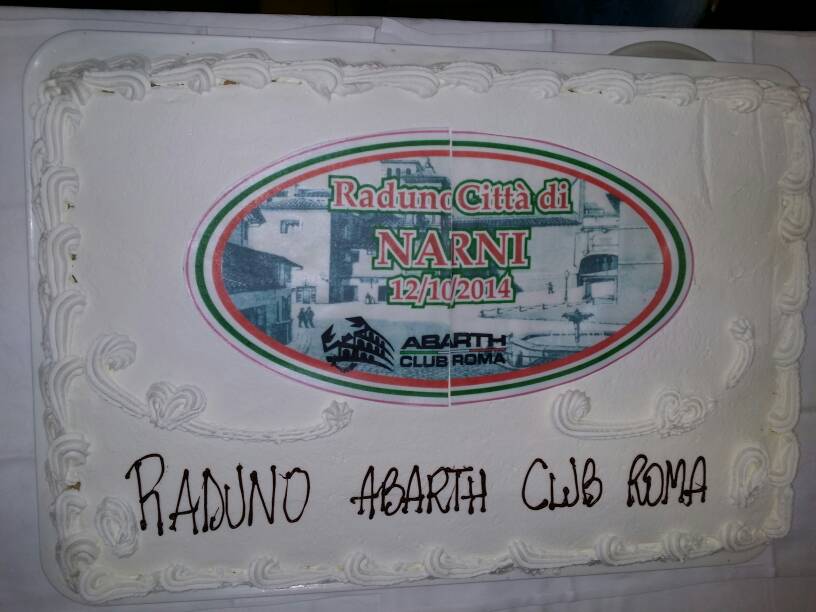 Raduno Città di
NARNI
12/10/2014
ABARTH
CLUB ROMA
RADUNO ABARTH CLUB ROMA